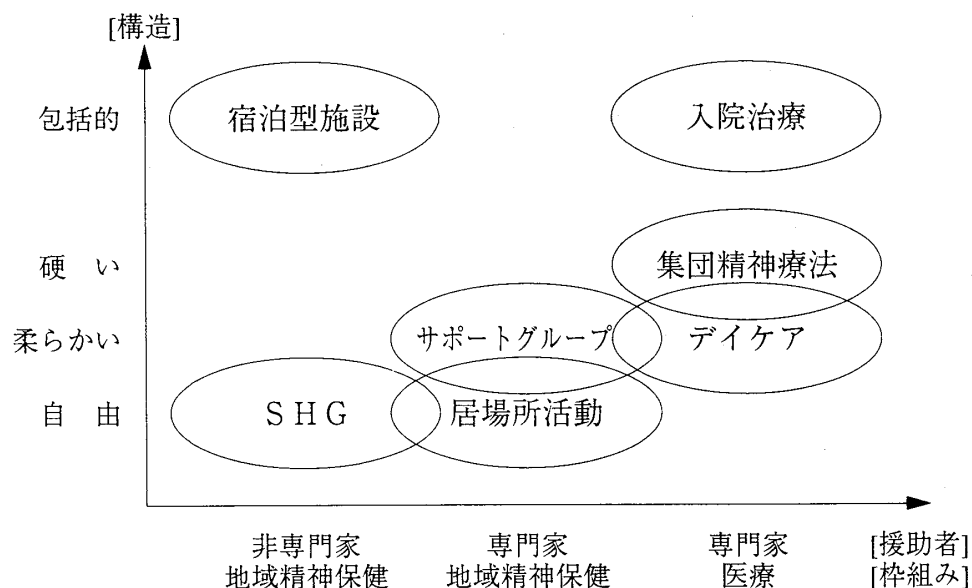 [構造]
包括的
宿泊型施設
入院治療
硬い
集団精神療法
柔らかい
サポートグループ
デイケア
自由
SHG
居場所活動
非専門家
専門家
専門家
[援助者]
地域精神保健
地域精神保健
医療
[枠組み]